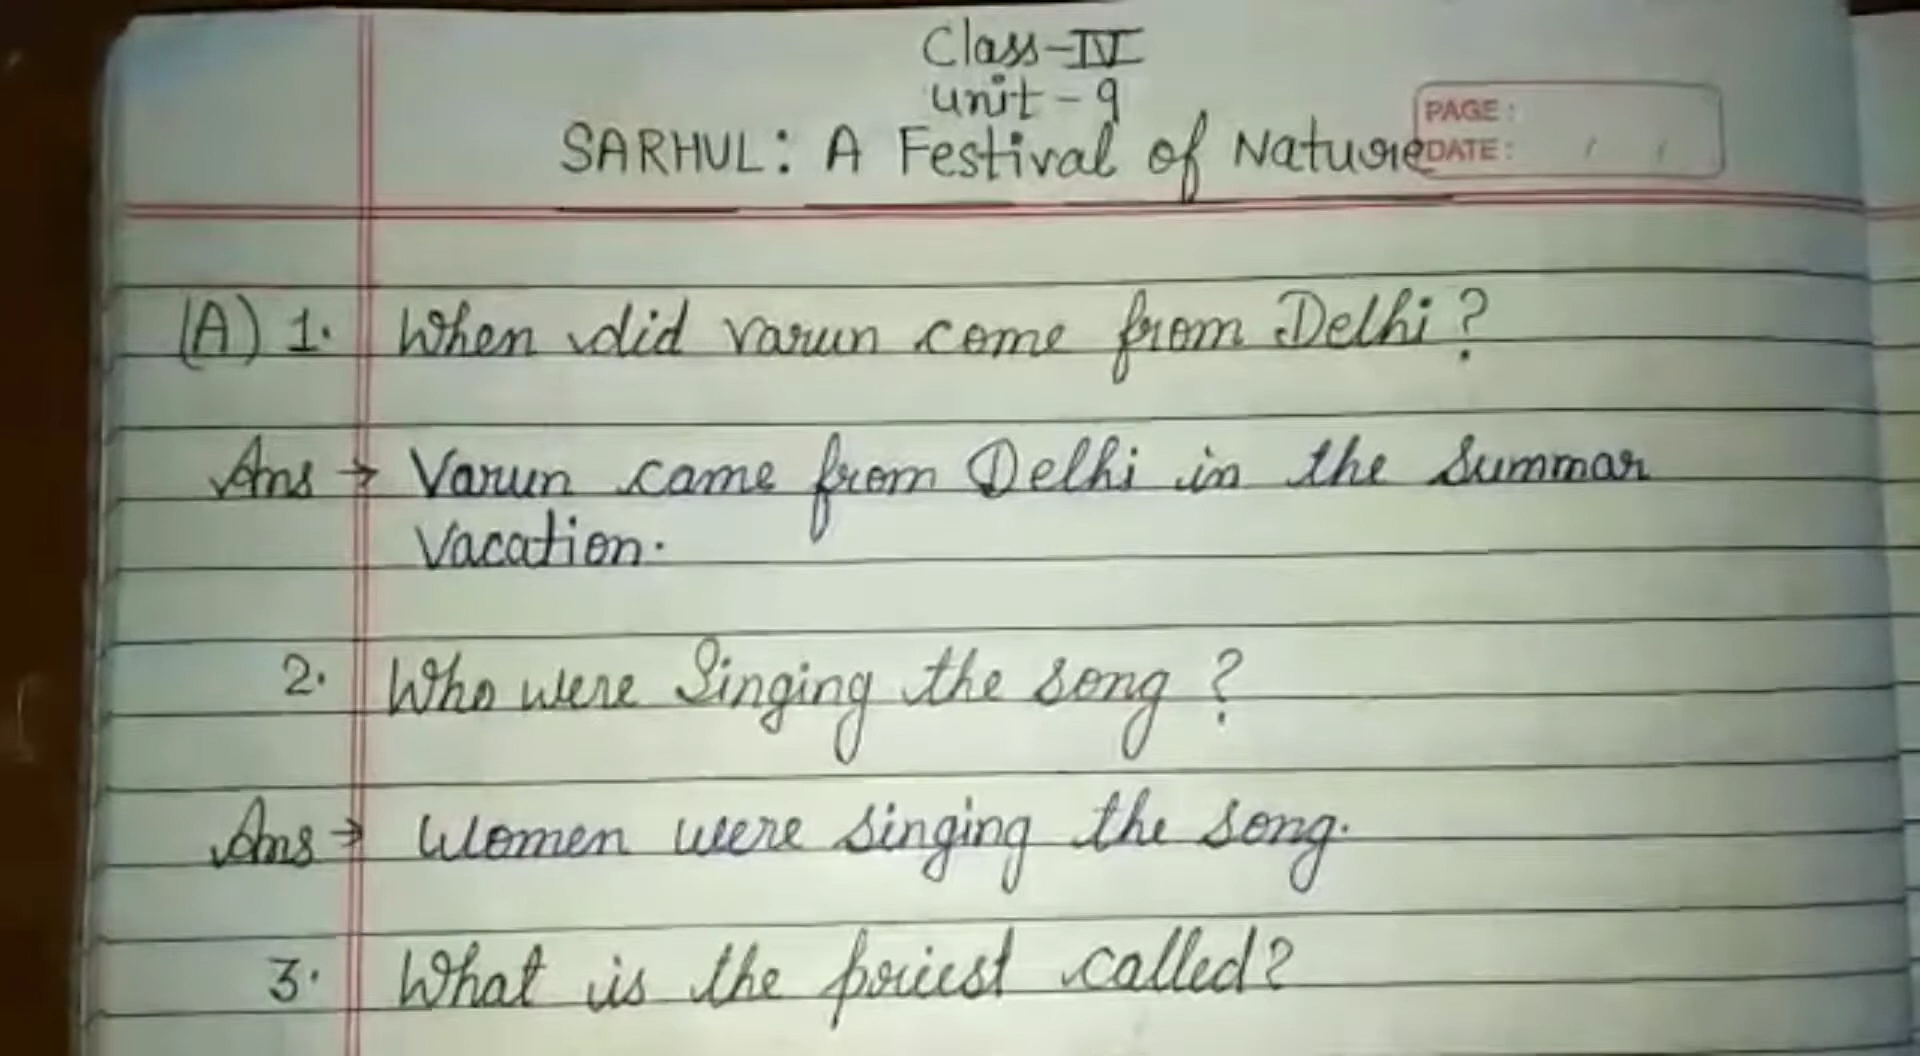 Class-IV
Unit-9
PAGE:
SARHUL: A Festival of Nature
DATE: / /
(A) 1. When did Varun come from Delhi?
Ans → Varun came from Delhi in the Summar
Vacation.
2. Who were Singing the song ?
Ans → Women were singing the song.
3. What is the priest called?